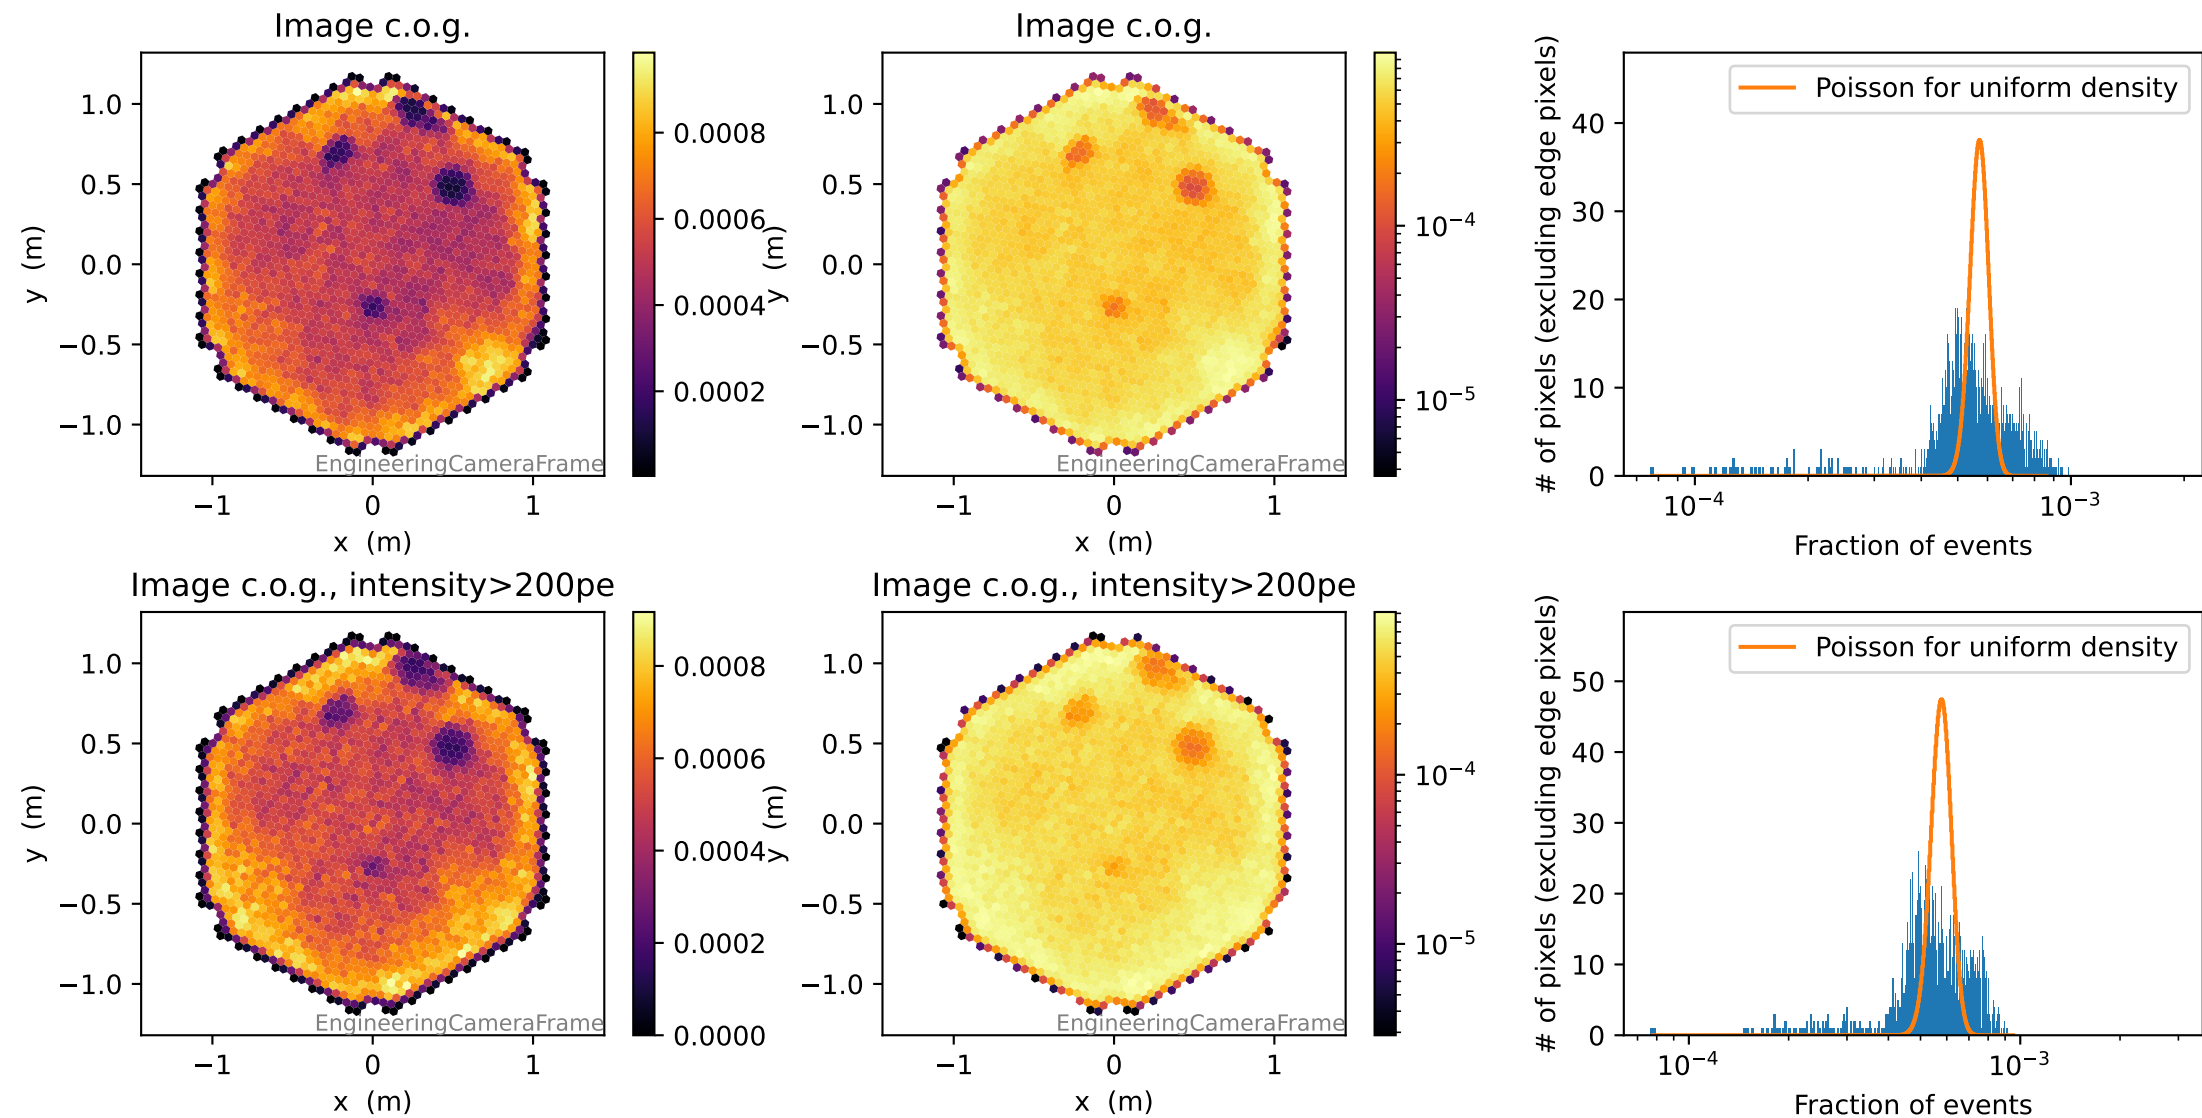 Image c.o.g.
1.0
0.5
0.0
−0.5
−1.0
y (m)
−1
0
1
x (m)
EngineeringCameraFrame
0.0008
0.0006
0.0004
0.0002
Image c.o.g.
1.0
0.5
0.0
−0.5
−1.0
y (m)
−1
0
1
x (m)
EngineeringCameraFrame
10⁻⁴
10⁻⁵
# of pixels (excluding edge pixels)
40
30
20
10
0
Poisson for uniform density
10⁻⁴
10⁻³
Fraction of events
Image c.o.g., intensity>200pe
1.0
0.5
0.0
−0.5
−1.0
y (m)
−1
0
1
x (m)
EngineeringCameraFrame
0.0008
0.0006
0.0004
0.0002
0.0000
Image c.o.g., intensity>200pe
1.0
0.5
0.0
−0.5
−1.0
y (m)
−1
0
1
x (m)
EngineeringCameraFrame
10⁻⁴
10⁻⁵
# of pixels (excluding edge pixels)
50
40
30
20
10
0
Poisson for uniform density
10⁻⁴
10⁻³
Fraction of events